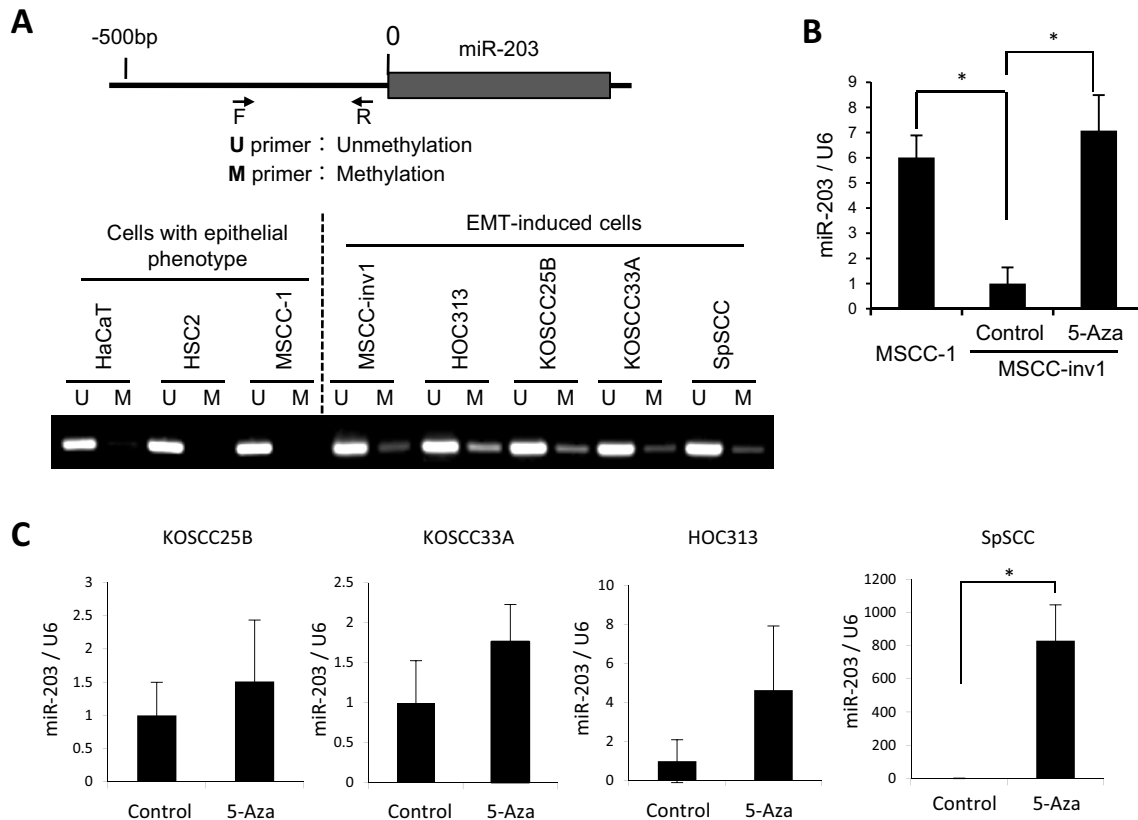 A
-500bp
0
miR-203
F
R
U primer : Unmethylation
M primer : Methylation
Cells with epithelial
phenotype
EMT-induced cells
HaCaT
HSC2
MSCC-1
MSCC-inv1
HOC313
KOSCC25B
KOSCC33A
SpSCC
U M U M U M U M U M U M U M U M
B
*
*
miR-203 / U6
9
8
7
6
5
4
3
2
1
0
MSCC-1
Control
5-Aza
MSCC-inv1
C
KOSCC25B
miR-203 / U6
3
2.5
2
1.5
1
0.5
0
Control 5-Aza
KOSCC33A
miR-203 / U6
2.5
2
1.5
1
0.5
0
Control 5-Aza
HOC313
miR-203 / U6
10
8
6
4
2
0
Control 5-Aza
SpSCC
*
miR-203 / U6
1200
1000
800
600
400
200
0
Control 5-Aza